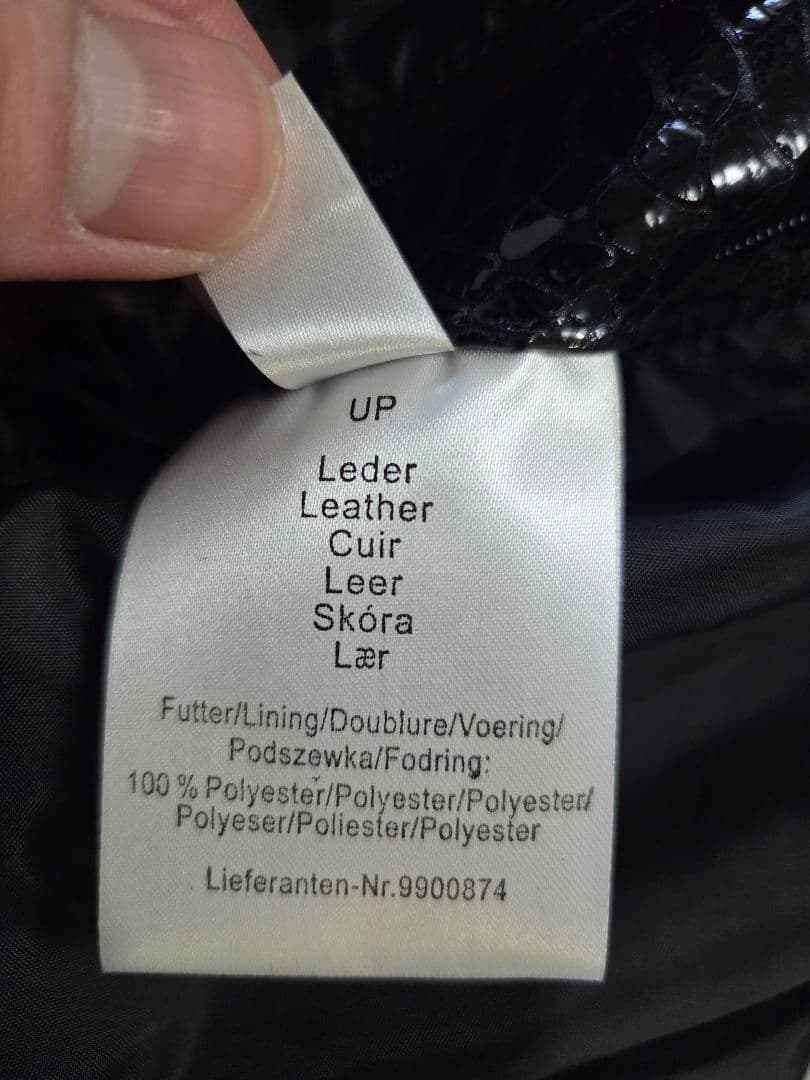 UP
Leder
Leather
Cuir
Leer
Skóra
Lær
Futter/Lining/Doublure/Voering/
Podszewka/Fodring:
100 % Polyester/Polyester/Polyester/
Polyeser/Poliester/Polyester
Lieferanten-Nr.9900874